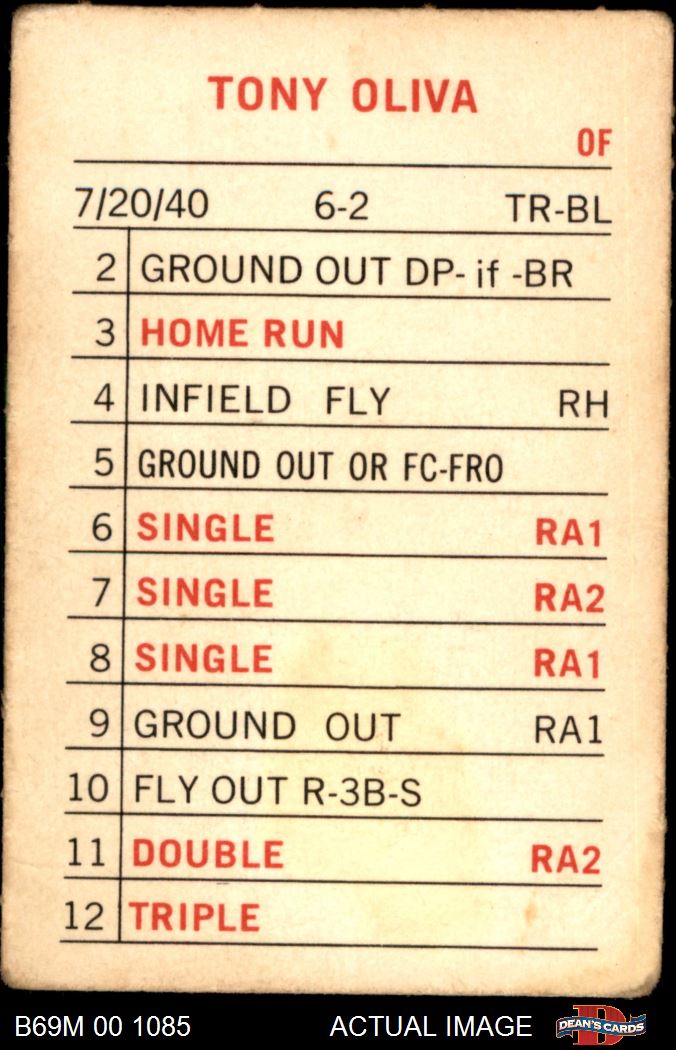 TONY OLIVA
OF
7/20/40 6-2 TR-BL
2 GROUND OUT DP- if -BR
3 HOME RUN
4 INFIELD FLY RH
5 GROUND OUT OR FC-FRO
6 SINGLE RA1
7 SINGLE RA2
8 SINGLE RA1
9 GROUND OUT RA1
10 FLY OUT R-3B-S
11 DOUBLE RA2
12 TRIPLE
B69M 00 1085 ACTUAL IMAGE D DEAN'S CARDS